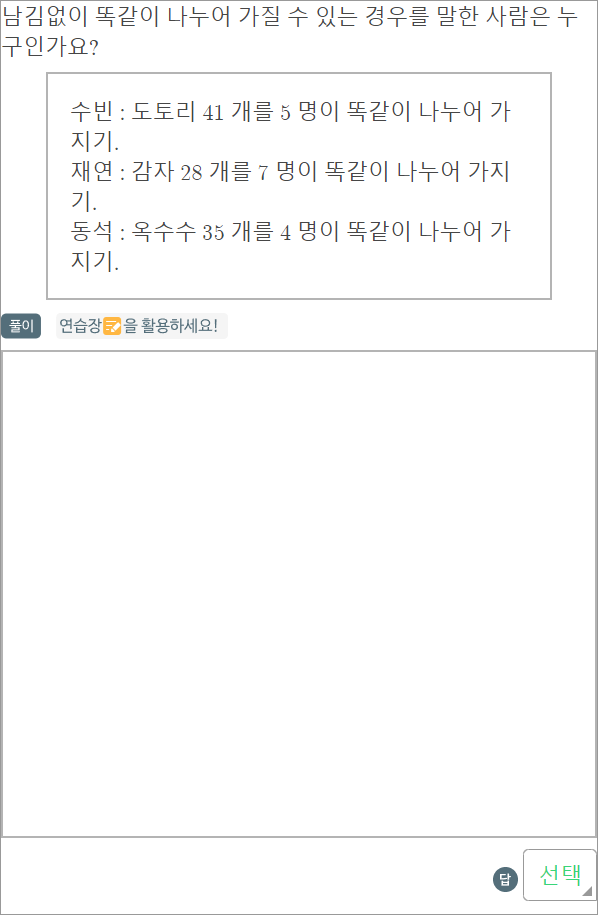 남김없이 똑같이 나누어 가질 수 있는 경우를 말한 사람은 누
구인가요?
수빈 : 도토리 41 개를 5 명이 똑같이 나누어 가
지기.
재연 : 감자 28 개를 7 명이 똑같이 나누어 가지
기.
동석 : 옥수수 35 개를 4 명이 똑같이 나누어 가
지기.
풀이 연습장을 활용하세요!
답 선택